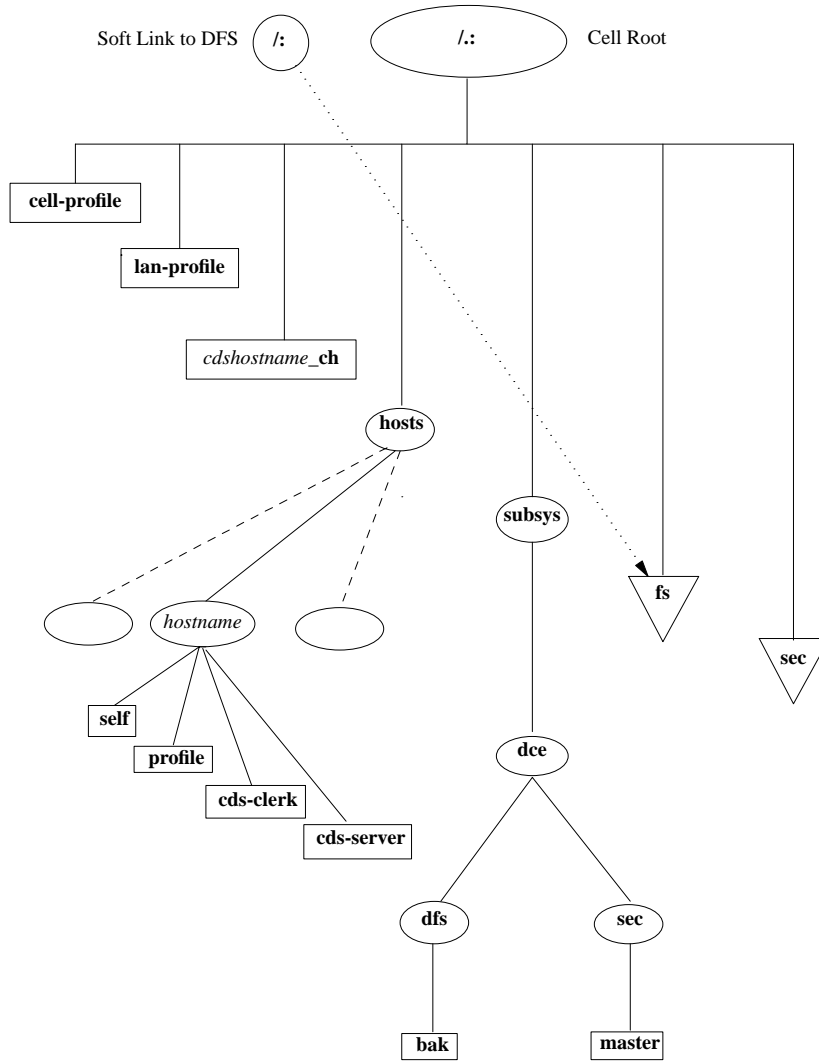 Soft Link to DFS
/:
/.:
Cell Root
cell-profile
lan-profile
cdshostname_ch
hosts
subsys
fs
hostname
sec
self
profile
dce
cds-clerk
cds-server
dfs
sec
bak
master